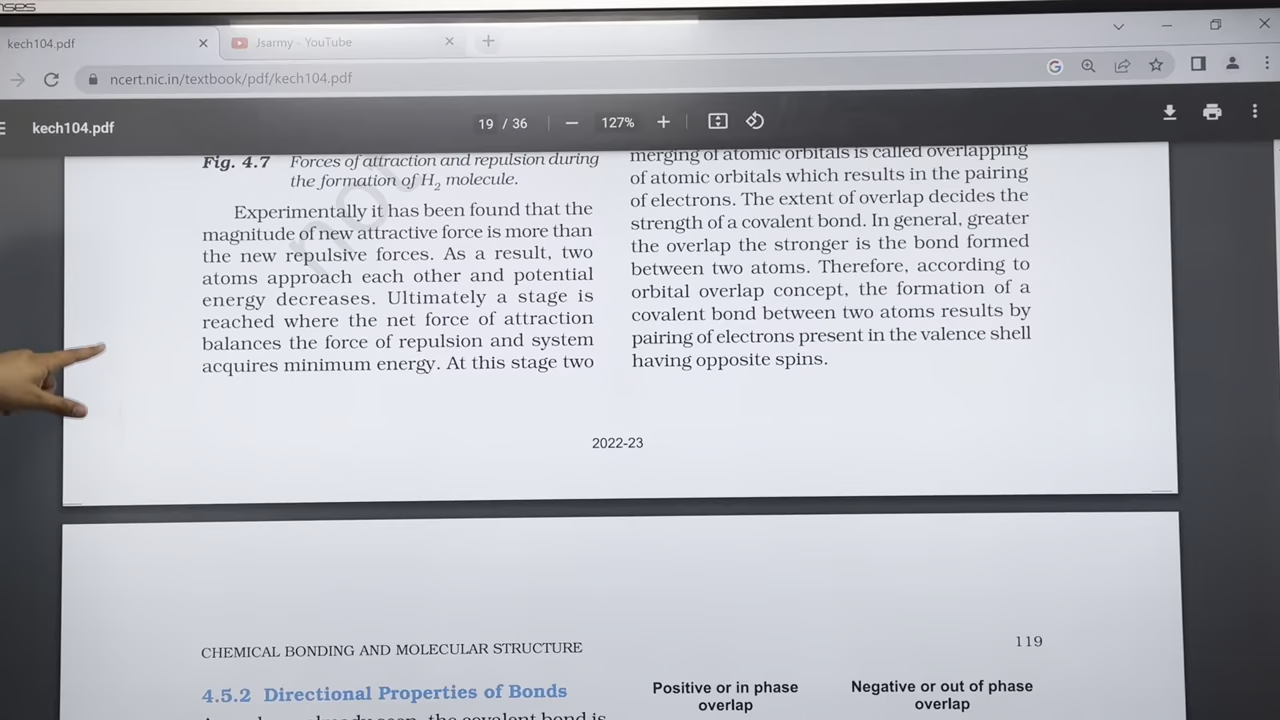 kech104.pdf
Jsarmy - YouTube
ncert.nic.in/textbook/pdf/kech104.pdf
kech104.pdf
19 / 36
127%
Fig. 4.7 Forces of attraction and repulsion during
the formation of H₂ molecule.
Experimentally it has been found that the
magnitude of new attractive force is more than
the new repulsive forces. As a result, two
atoms approach each other and potential
energy decreases. Ultimately a stage is
reached where the net force of attraction
balances the force of repulsion and system
acquires minimum energy. At this stage two
merging of atomic orbitals is called overlapping
of atomic orbitals which results in the pairing
of electrons. The extent of overlap decides the
strength of a covalent bond. In general, greater
the overlap the stronger is the bond formed
between two atoms. Therefore, according to
orbital overlap concept, the formation of a
covalent bond between two atoms results by
pairing of electrons present in the valence shell
having opposite spins.
not
2022-23
CHEMICAL BONDING AND MOLECULAR STRUCTURE
119
4.5.2 Directional Properties of Bonds
the covalent bond is
Positive or in phase
overlap
Negative or out of phase
overlap